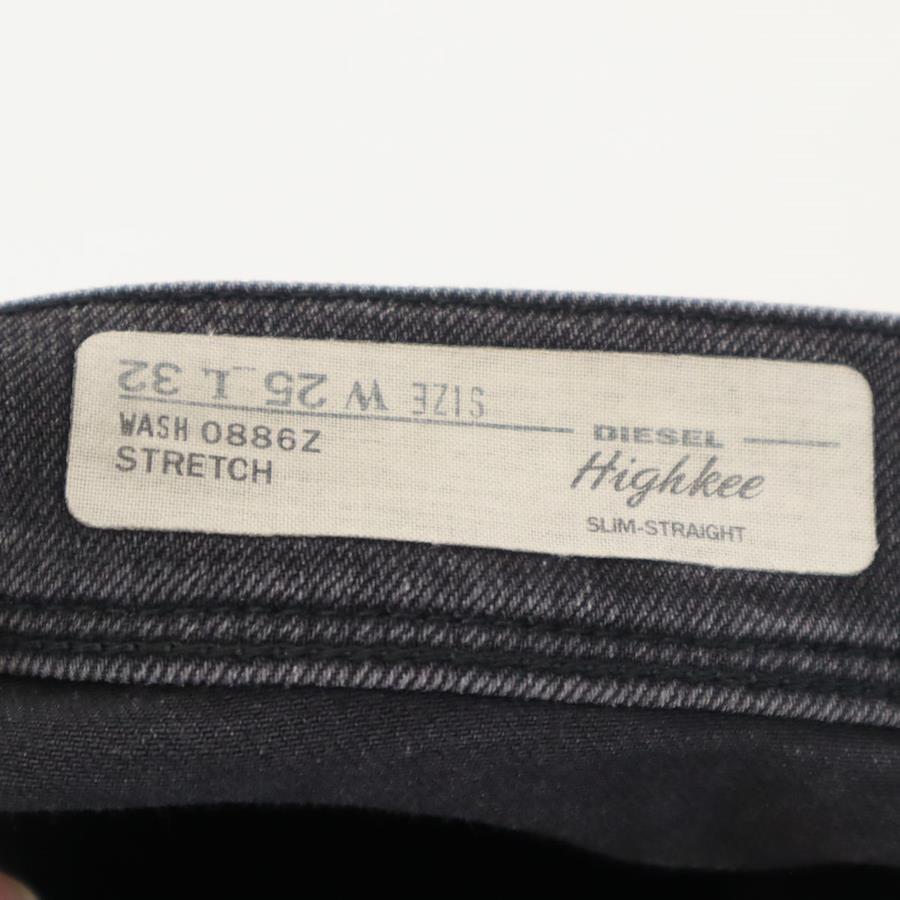 SIZE W 25 L 32
WASH 0886Z
STRETCH
DIESEL
Highkee
SLIM-STRAIGHT